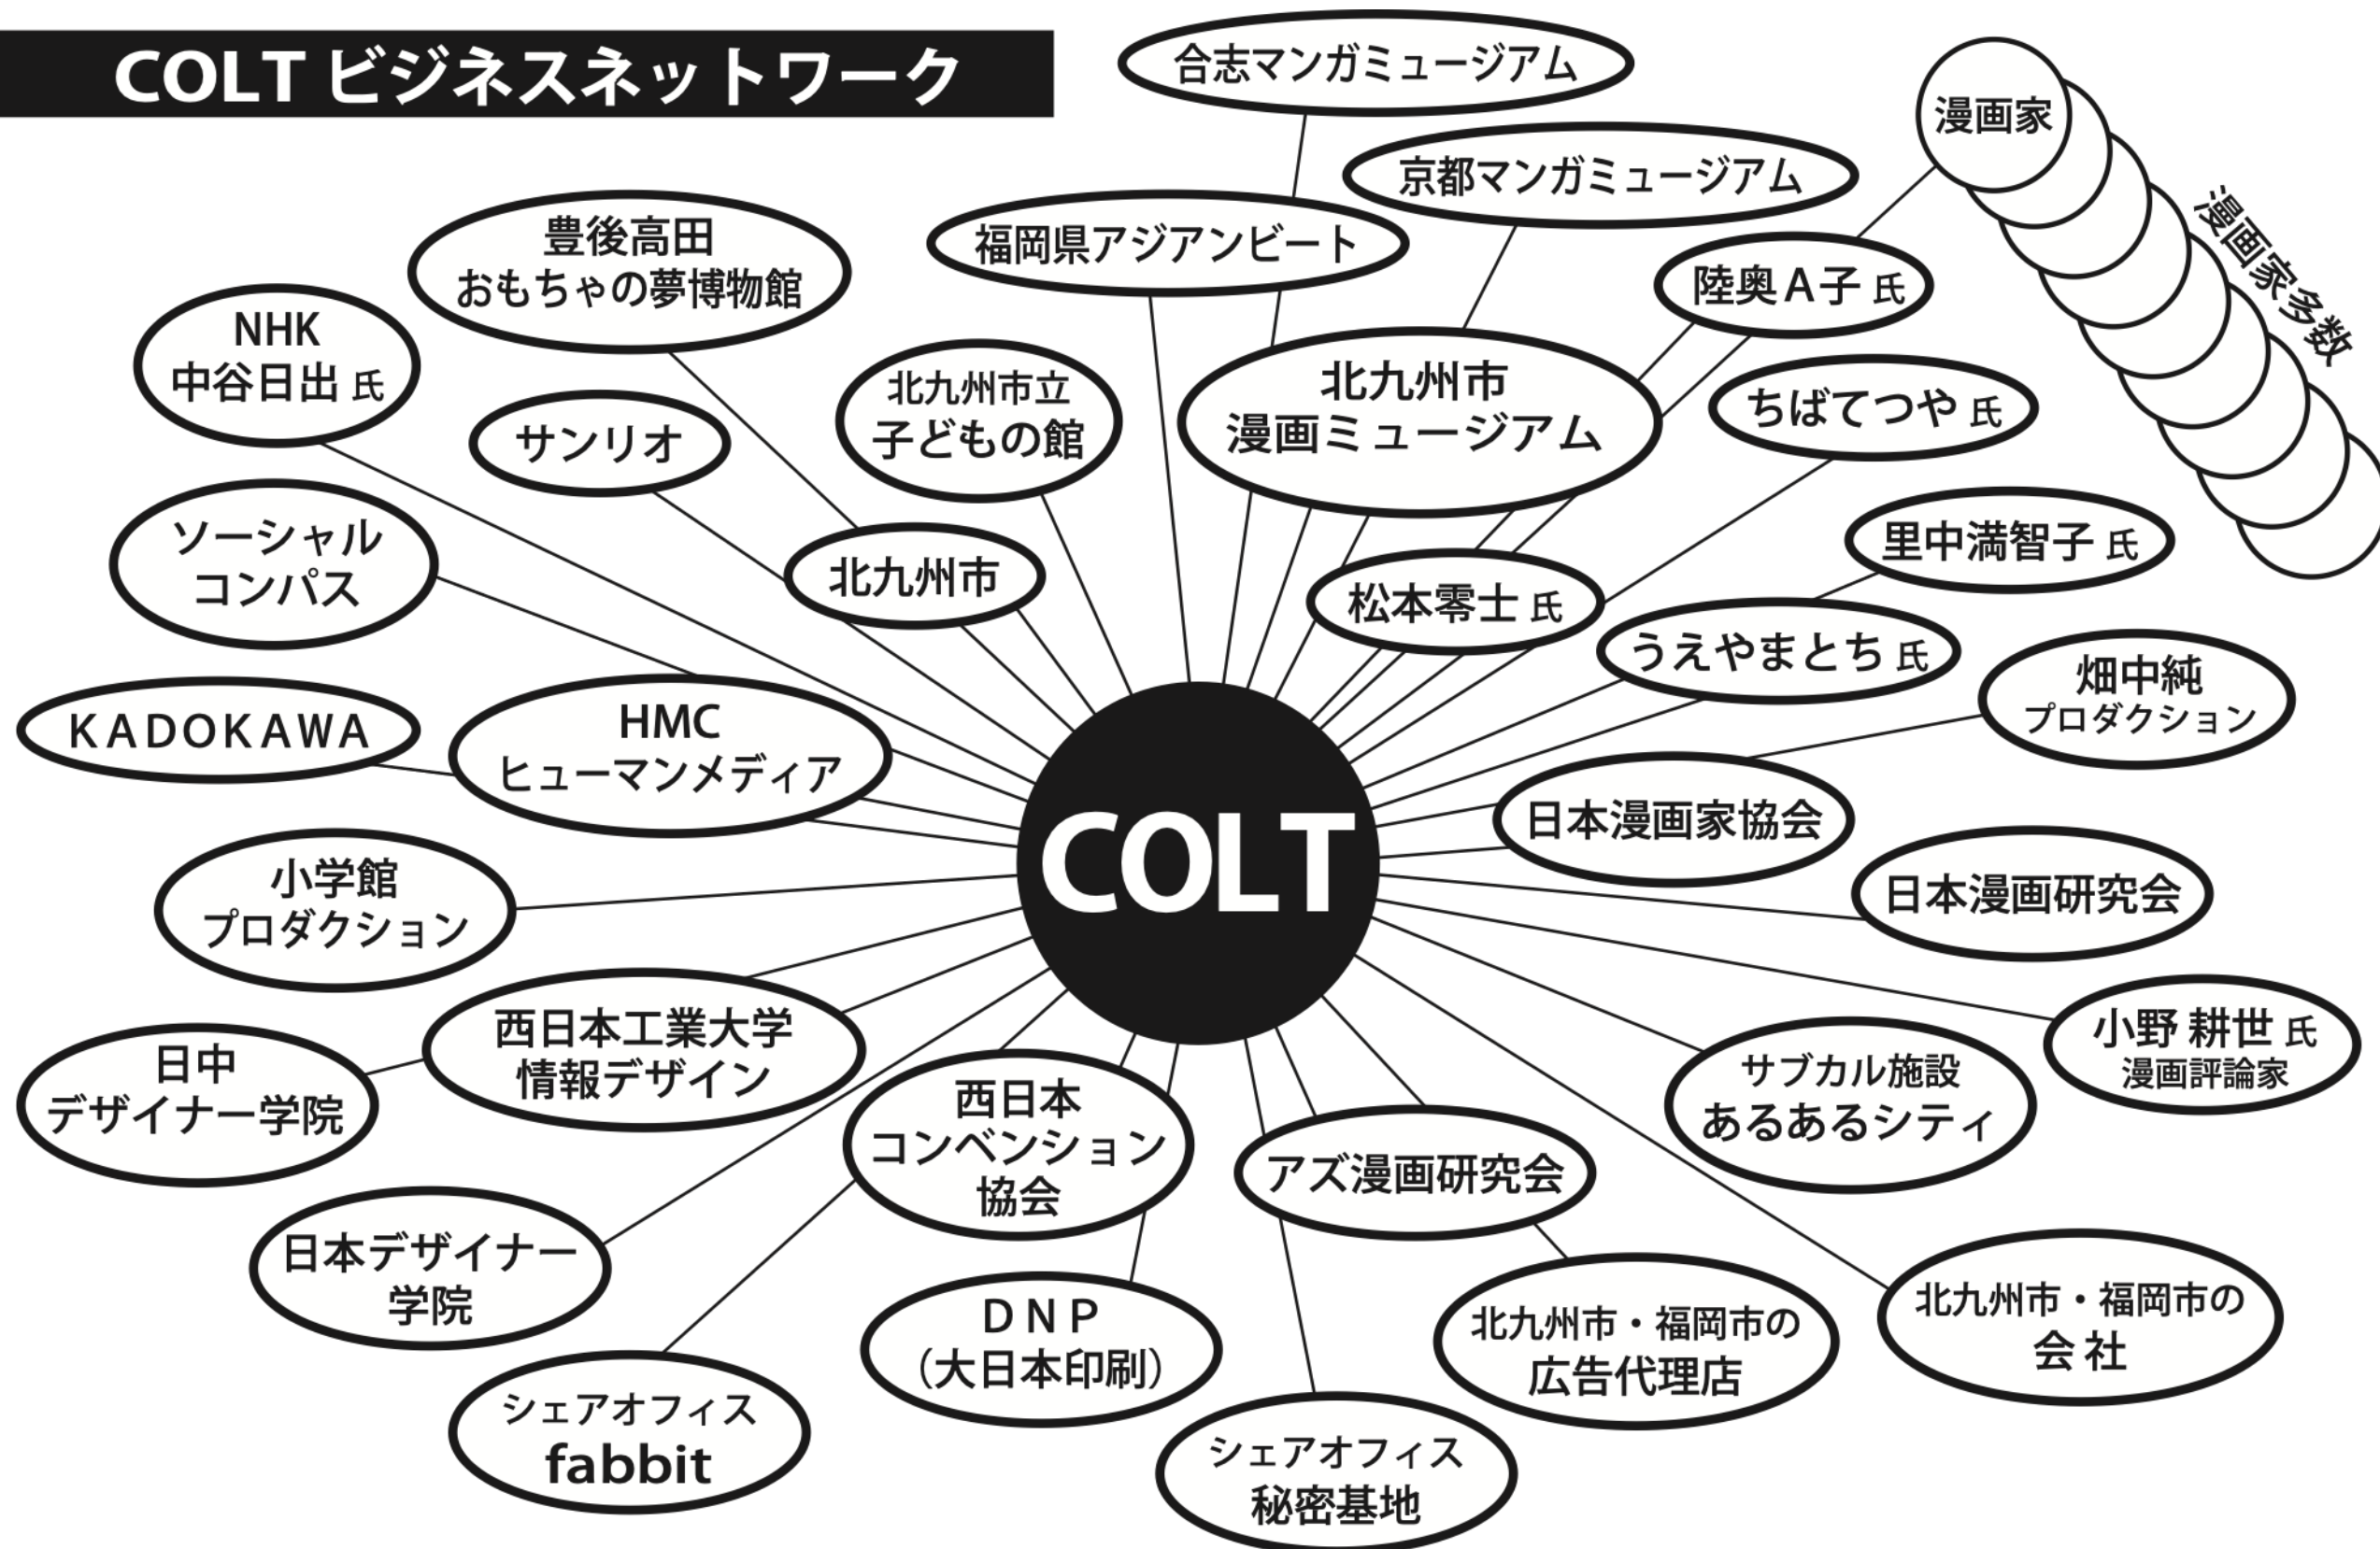 COLT ビジネスネットワーク
合志マンガミュージアム
京都マンガミュージアム
漫画家
漫画家多数
豊後高田
おもちゃの夢博物館
福岡県アジアンビート
陸奥A子 氏
NHK
中谷日出 氏
サンリオ
北九州市立
子どもの館
北九州市
漫画ミュージアム
ちばてつや 氏
ソーシャル
コンパス
北九州市
松本零士 氏
里中満智子 氏
うえやまとち 氏
畑中純
プロダクション
KADOKAWA
HMC
ヒューマンメディア
COLT
日本漫画家協会
日本漫画研究会
小学館
プロダクション
西日本工業大学
情報デザイン
小野 耕世 氏
漫画評論家
サブカル施設
あるあるシティ
日中
デザイナー学院
西日本
コンベンション
協会
アズ漫画研究会
日本デザイナー
学院
DNP
（大日本印刷）
北九州市・福岡市の
広告代理店
北九州市・福岡市の
会社
シェアオフィス
fabbit
シェアオフィス
秘密基地